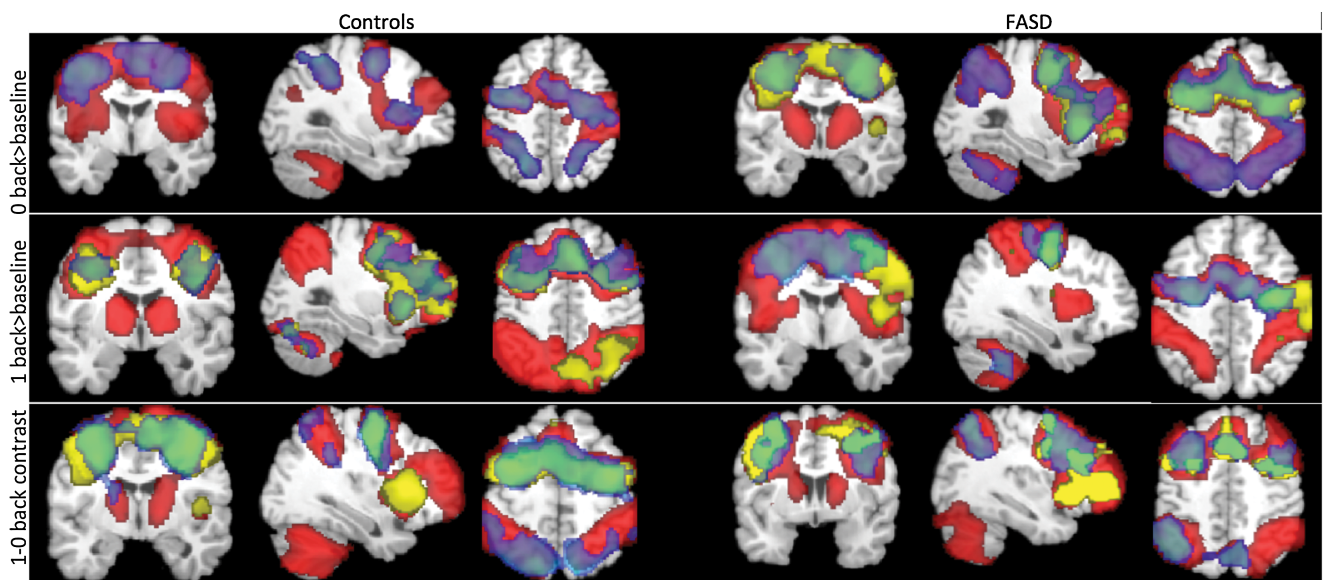 Controls
FASD
0 back>baseline
1 back>baseline
1-0 back contrast